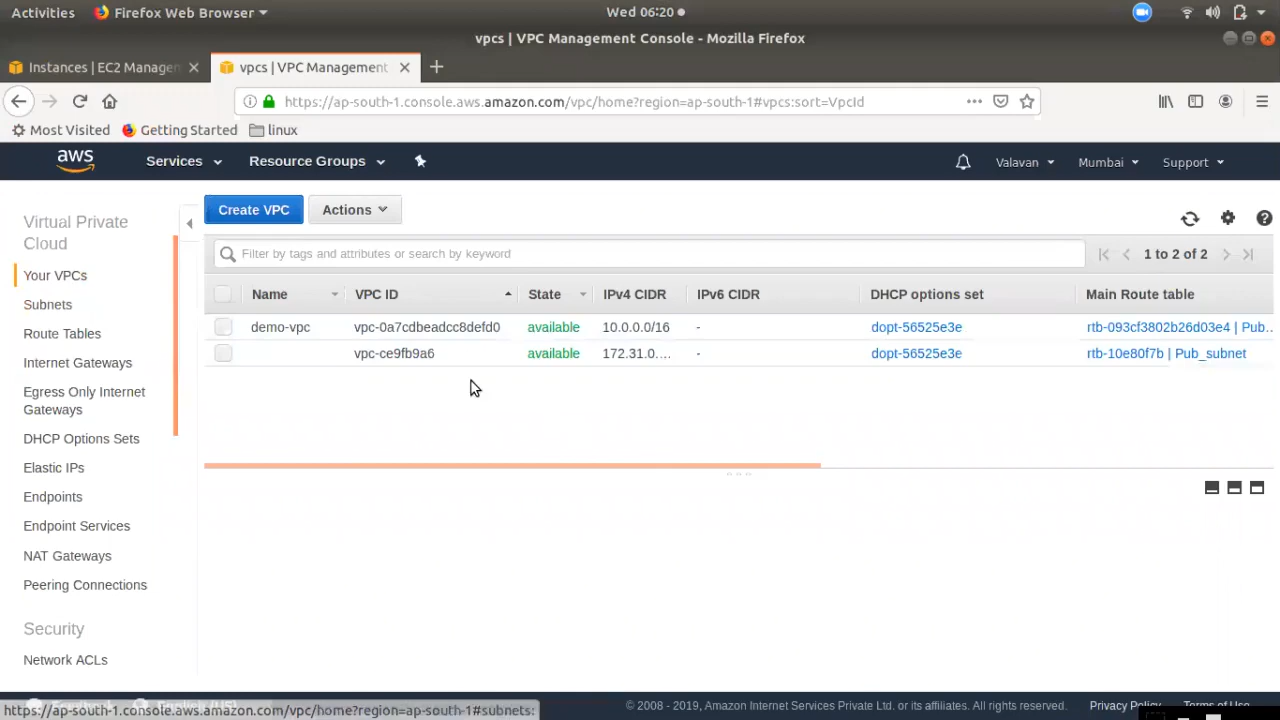 Activities Firefox Web Browser Wed 06:20
vpcs | VPC Management Console - Mozilla Firefox
Instances | EC2 Managen vpcs | VPC Management
https://ap-south-1.console.aws.amazon.com/vpc/home?region=ap-south-1#vpcs:sort=VpcId
Most Visited Getting Started linux
aws Services Resource Groups Valavan Mumbai Support
Create VPC Actions
Filter by tags and attributes or search by keyword 1 to 2 of 2
Name VPC ID State IPv4 CIDR IPv6 CIDR DHCP options set Main Route table
demo-vpc vpc-0a7cdbeadcc8defd0 available 10.0.0.0/16 - dopt-56525e3e rtb-093cf3802b26d03e4 | Pub...
vpc-ce9fb9a6 available 172.31.0.... - dopt-56525e3e rtb-10e80f7b | Pub_subnet
Virtual Private
Cloud
Your VPCs
Subnets
Route Tables
Internet Gateways
Egress Only Internet
Gateways
DHCP Options Sets
Elastic IPs
Endpoints
Endpoint Services
NAT Gateways
Peering Connections
Security
Network ACLs
https://ap-south-1.console.aws.amazon.com/vpc/home?region=ap-south-1#subnets:
© 2008 - 2019, Amazon Internet Services Private Ltd. or its affiliates. All rights reserved. Privacy Policy Terms of Use